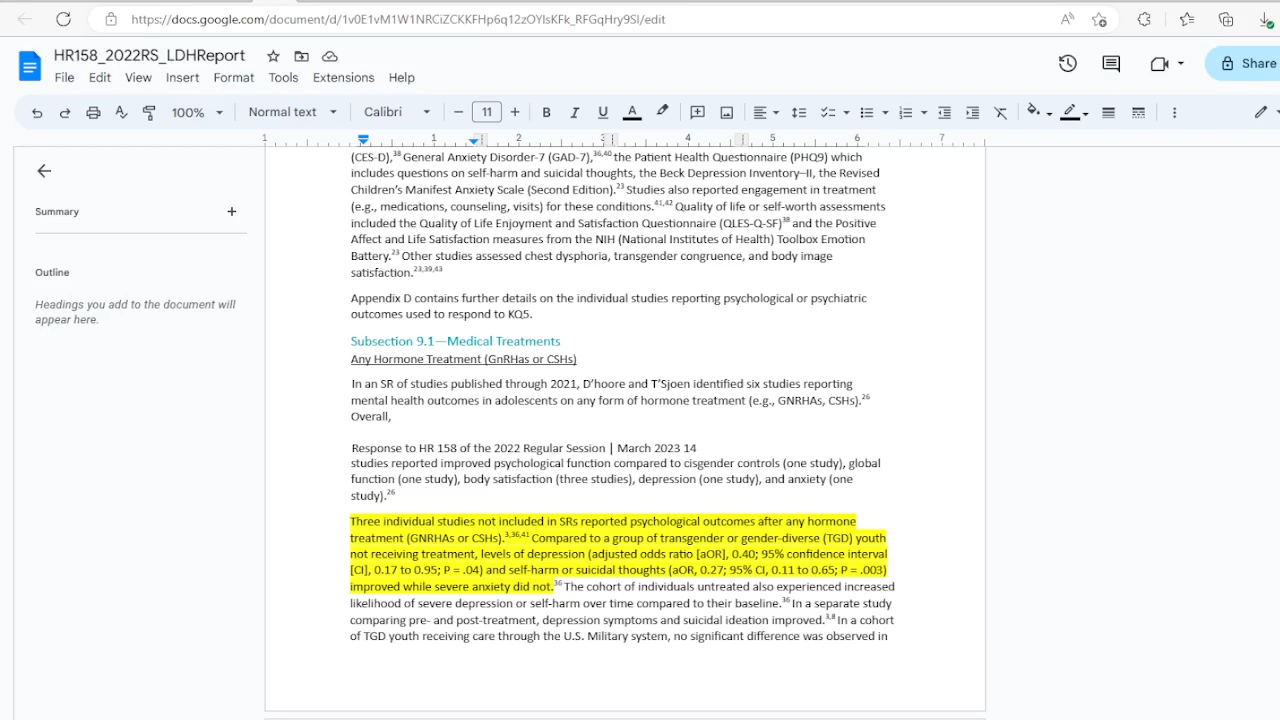 https://docs.google.com/document/d/1v0E1vM1W1NRCiZCKKFHp6q12zOYlsKFk_RFGqHry9SI/edit
HR158_2022RS_LDHReport
File Edit View Insert Format Tools Extensions Help
Share
100% Normal text Calibri − 11 + B I U A
1 1 2 3 4 5 6 7
Summary +
Outline
Headings you add to the document will
appear here.
(CES-D),38 General Anxiety Disorder-7 (GAD-7),36,40 the Patient Health Questionnaire (PHQ9) which
includes questions on self-harm and suicidal thoughts, the Beck Depression Inventory–II, the Revised
Children's Manifest Anxiety Scale (Second Edition).23 Studies also reported engagement in treatment
(e.g., medications, counseling, visits) for these conditions.41,42 Quality of life or self-worth assessments
included the Quality of Life Enjoyment and Satisfaction Questionnaire (QLES-Q-SF)38 and the Positive
Affect and Life Satisfaction measures from the NIH (National Institutes of Health) Toolbox Emotion
Battery.23 Other studies assessed chest dysphoria, transgender congruence, and body image
satisfaction.23,39,43
Appendix D contains further details on the individual studies reporting psychological or psychiatric
outcomes used to respond to KQ5.
Subsection 9.1—Medical Treatments
Any Hormone Treatment (GnRHas or CSHs)
In an SR of studies published through 2021, D'hoore and T'Sjoen identified six studies reporting
mental health outcomes in adolescents on any form of hormone treatment (e.g., GNRHAs, CSHs).26
Overall,
Response to HR 158 of the 2022 Regular Session | March 2023 14
studies reported improved psychological function compared to cisgender controls (one study), global
function (one study), body satisfaction (three studies), depression (one study), and anxiety (one
study).26
Three individual studies not included in SRs reported psychological outcomes after any hormone
treatment (GNRHAs or CSHs).3,36,41 Compared to a group of transgender or gender-diverse (TGD) youth
not receiving treatment, levels of depression (adjusted odds ratio [aOR], 0.40; 95% confidence interval
[CI], 0.17 to 0.95; P = .04) and self-harm or suicidal thoughts (aOR, 0.27; 95% CI, 0.11 to 0.65; P = .003)
improved while severe anxiety did not.36 The cohort of individuals untreated also experienced increased
likelihood of severe depression or self-harm over time compared to their baseline.36 In a separate study
comparing pre- and post-treatment, depression symptoms and suicidal ideation improved.3,8 In a cohort
of TGD youth receiving care through the U.S. Military system, no significant difference was observed in